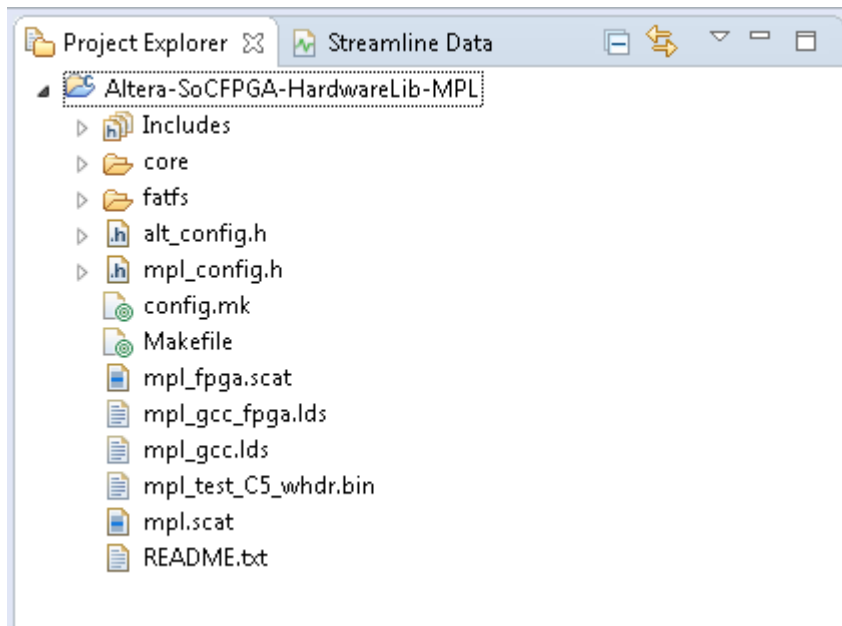 Project Explorer Streamline Data
Altera-SoCFPGA-HardwareLib-MPL
Includes
core
fatfs
alt_config.h
mpl_config.h
config.mk
Makefile
mpl_fpga.scat
mpl_gcc_fpga.lds
mpl_gcc.lds
mpl_test_C5_whdr.bin
mpl.scat
README.txt